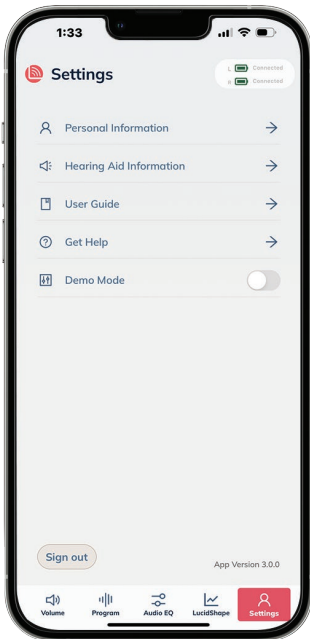 1:33
Settings
L Connected
R Connected
Personal Information
Hearing Aid Information
User Guide
Get Help
Demo Mode
Sign out
App Version 3.0.0
Volume Program Audio EQ LucidShape Settings